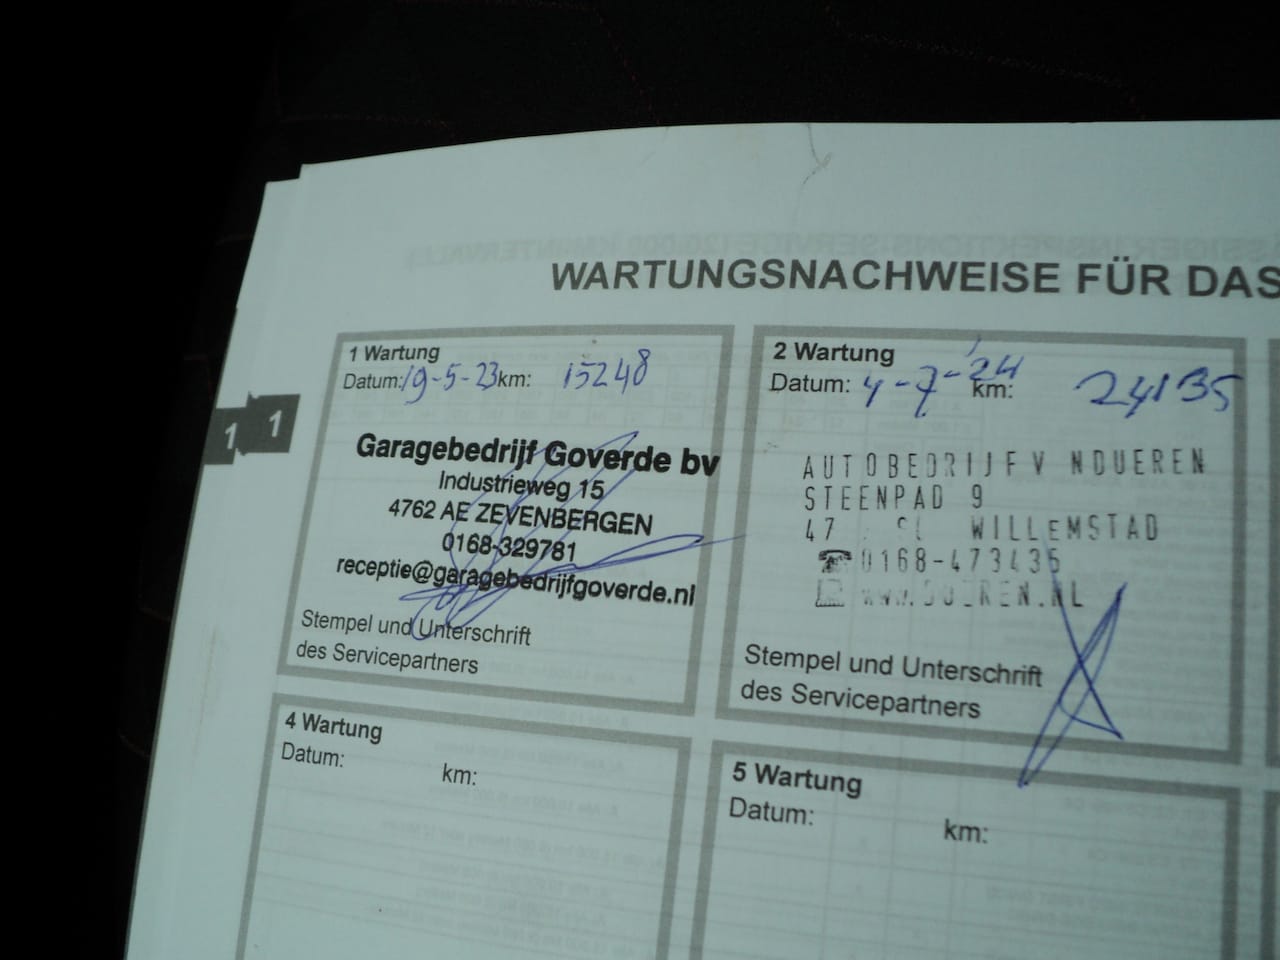 WARTUNGSNACHWEISE FÜR DAS
1
1
1 Wartung
Datum: 19-5-23 km: 15248
Garagebedrijf Goverde bv
Industrieweg 15
4762 AE ZEVENBERGEN
0168-329781
receptie@garagebedrijfgoverde.nl
Stempel und Unterschrift
des Servicepartners
2 Wartung
Datum: 4-7-'24 km: 24135
AUTOBEDRIJF
STEENPAD 9
47 WILLEMSTAD
0168-473435
Stempel und Unterschrift
des Servicepartners
4 Wartung
Datum: km:
5 Wartung
Datum: km: